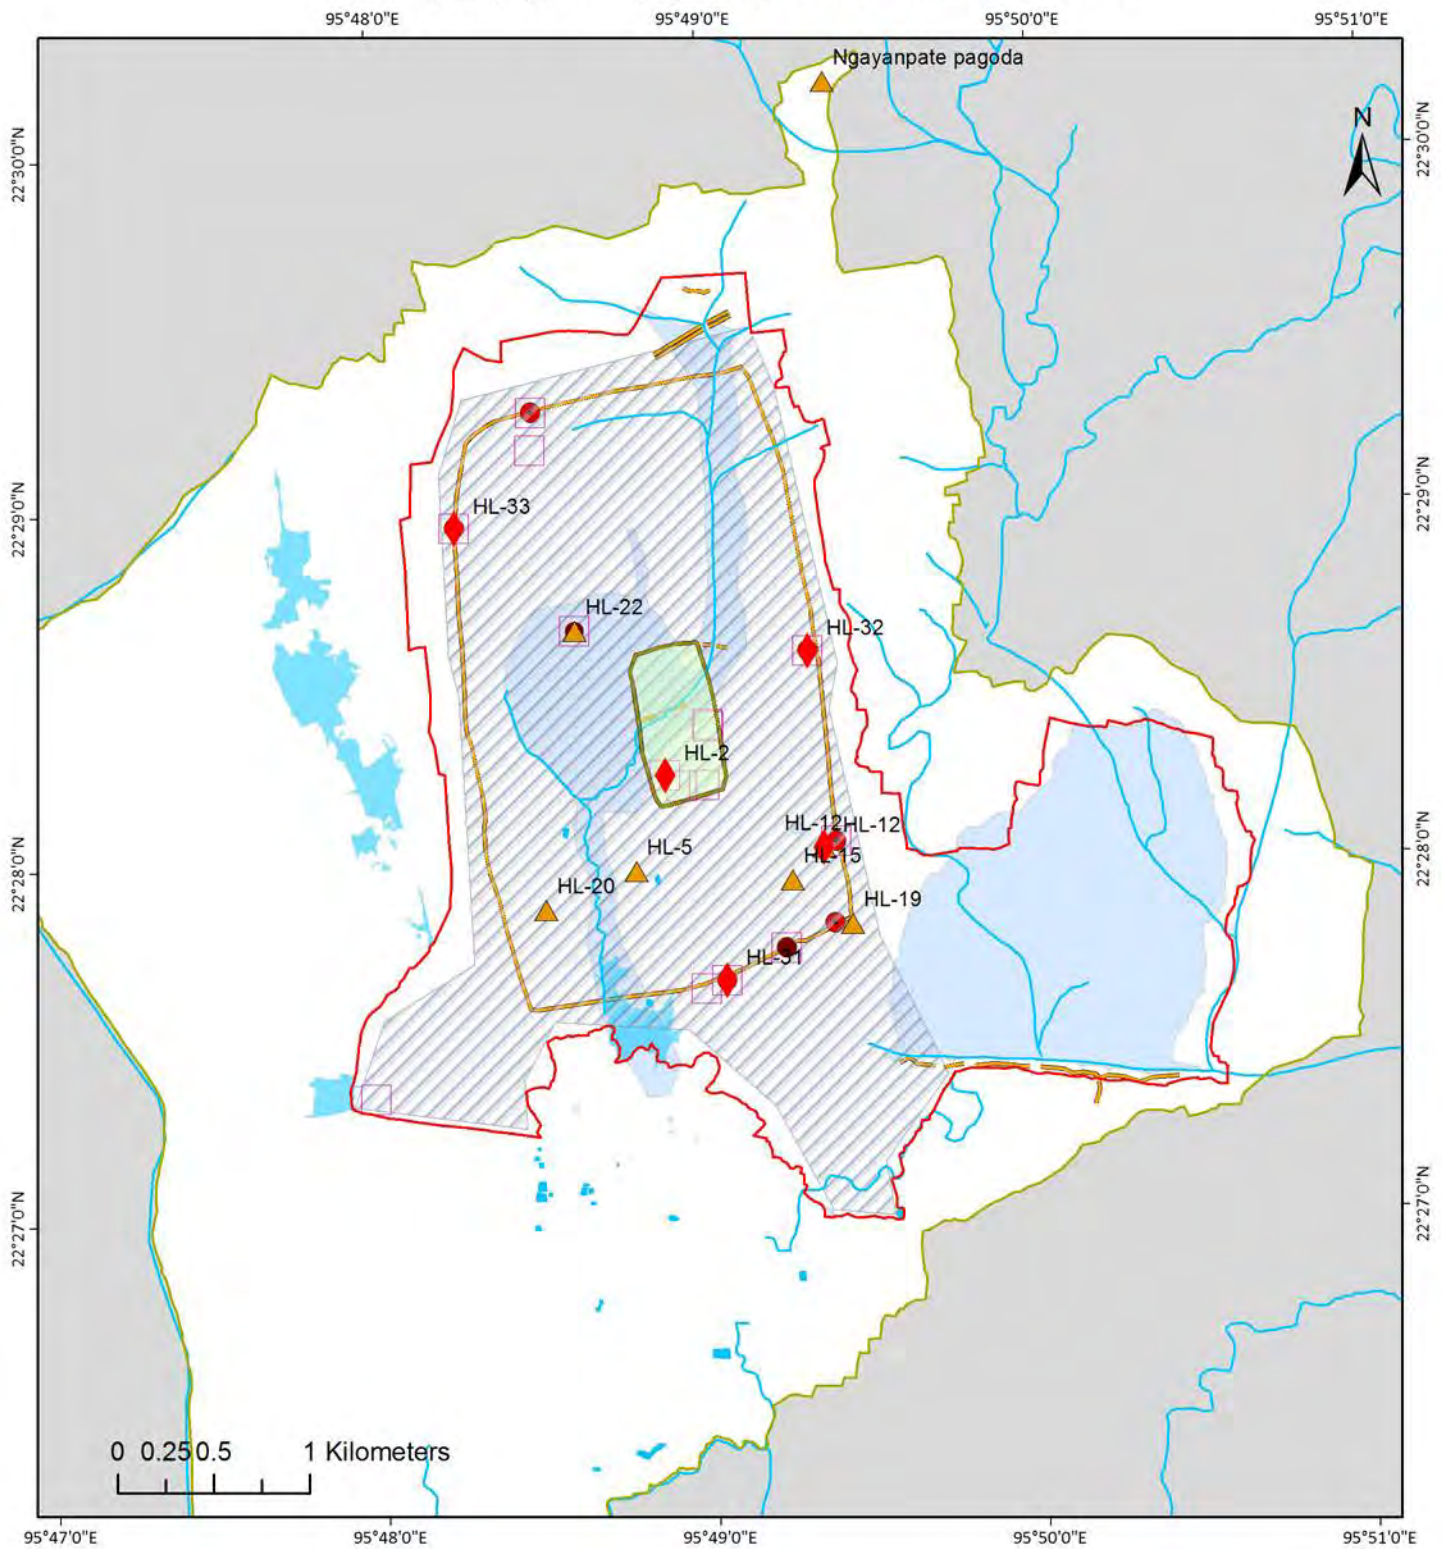 95°48'0"E 95°49'0"E 95°50'0"E 95°51'0"E
Ngayanpate pagoda
N
22°30'0"N 22°30'0"N
22°29'0"N 22°29'0"N
HL-33
HL-22
HL-32
HL-2
HL-12 HL-12
HL-5 HL-15
22°28'0"N 22°28'0"N
HL-20 HL-19
HL-31
22°27'0"N 22°27'0"N
0 0.25 0.5 1 Kilometers
95°47'0"E 95°48'0"E 95°49'0"E 95°50'0"E 95°51'0"E